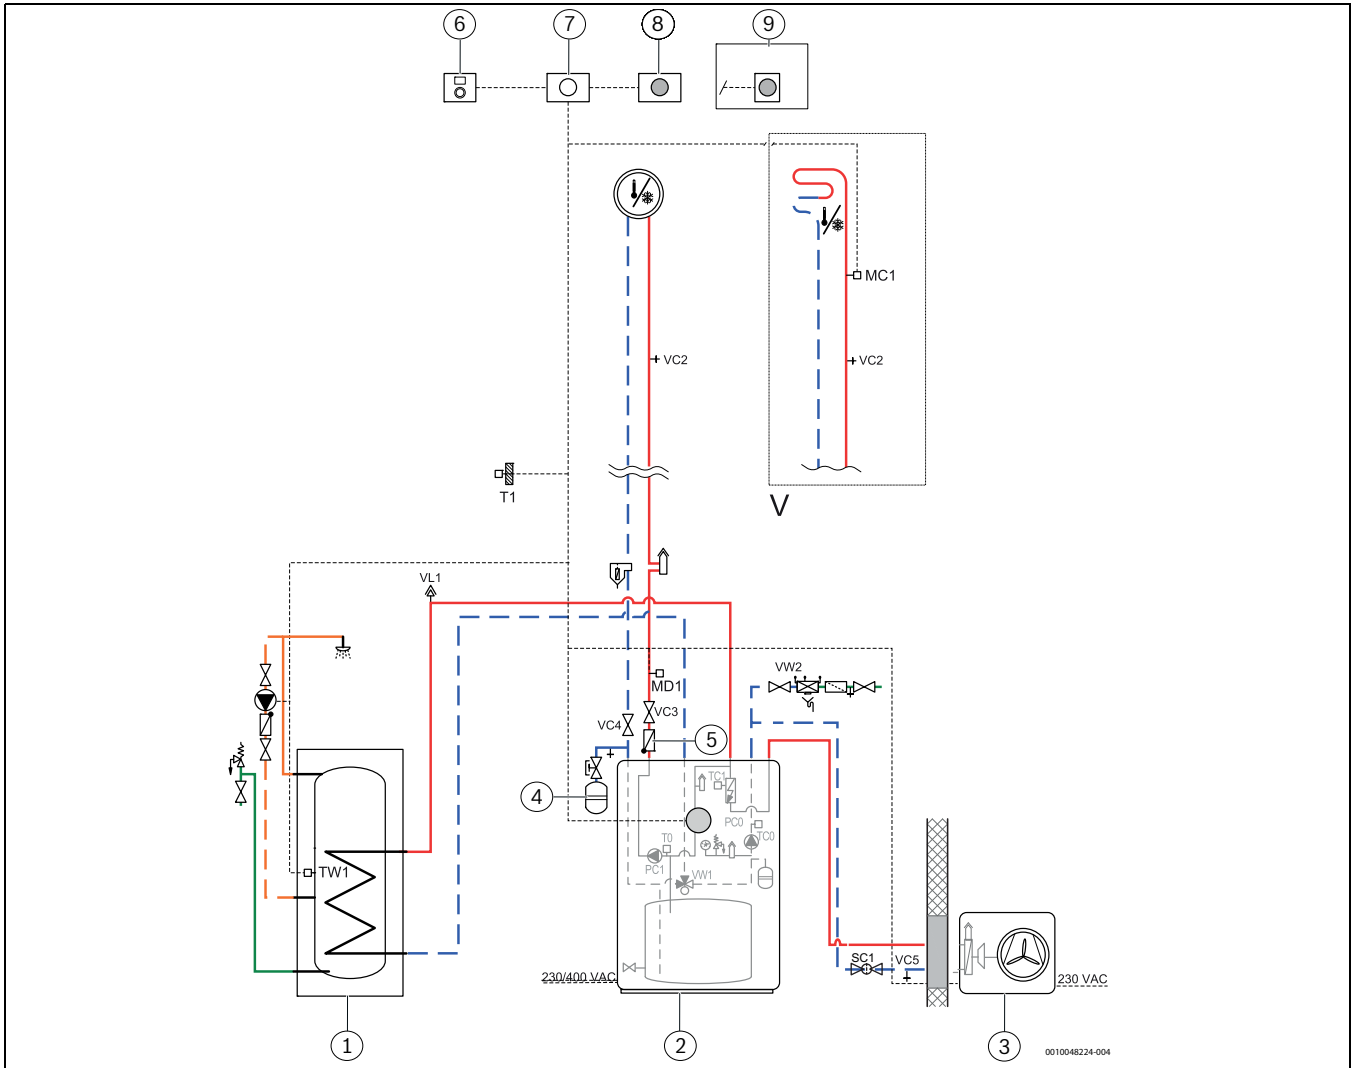 6
7
8
9
MC1
VC2
VC2
T1
V
VL1
MD1
VW2
VC4
VC3
5
4
TC1
PC0
TC0
T0
PC1
VW1
TW1
SC1
VC5
230/400 VAC
230 VAC
1
2
3
0010048224-004